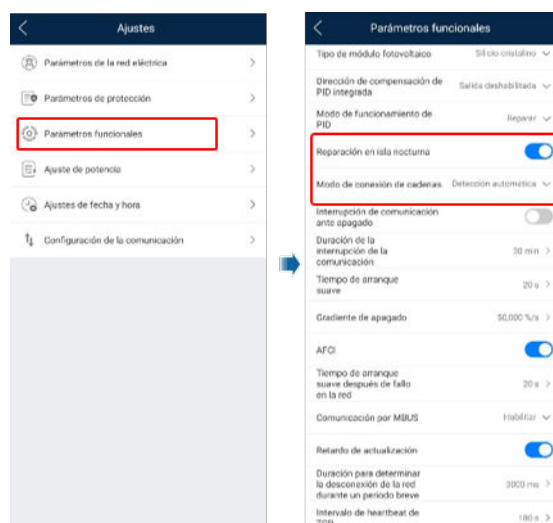 Ajustes
Parámetros de la red eléctrica
Parámetros de protección
Parámetros funcionales
Ajuste de potencia
Ajustes de fecha y hora
Configuración de la comunicación
Parámetros funcionales
Tipo de módulo fotovoltaico Silicio cristalino
Dirección de compensación de
PID integrada Salida deshabilitada
Modo de funcionamiento de
PID Reparar
Reparación en isla nocturna
Modo de conexión de cadenas Detección automática
Interrupción de comunicación
ante apagado
Duración de la
interrupción de la
comunicación 30 min
Tiempo de arranque
suave 20 s
Gradiente de apagado 50,000 %/s
AFCI
Tiempo de arranque
suave después de fallo
en la red 20 s
Comunicación por MBUS Habilitar
Retardo de actualización
Duración para determinar
la desconexión de la red
durante un periodo breve 3000 ms
Intervalo de heartbeat de
TCP 180 s